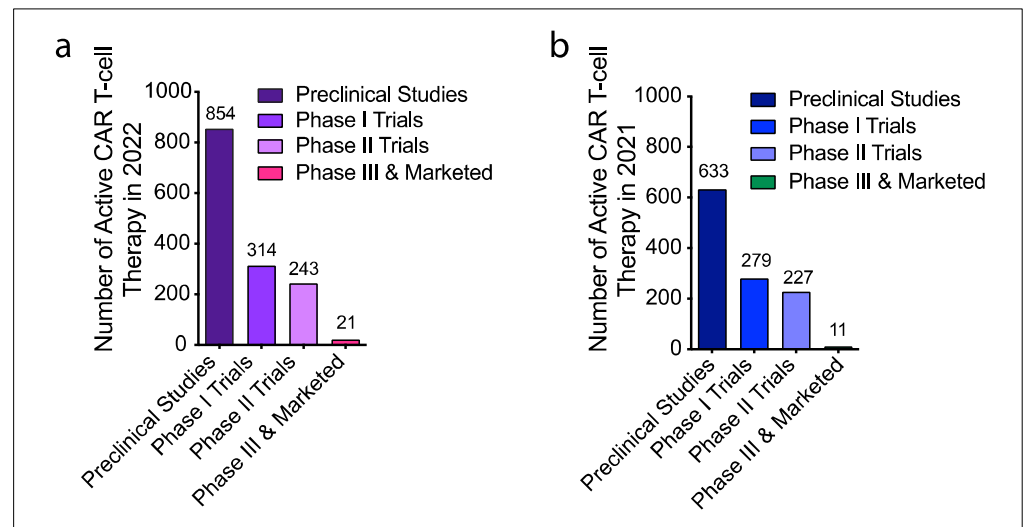 a
Number of Active CAR T-cell
Therapy in 2022
1000
800
600
400
200
0
854
314
243
21
Preclinical Studies
Phase I Trials
Phase II Trials
Phase III & Marketed
Preclinical Studies
Phase I Trials
Phase II Trials
Phase III & Marketed
b
Number of Active CAR T-cell
Therapy in 2021
1000
800
600
400
200
0
633
279
227
11
Preclinical Studies
Phase I Trials
Phase II Trials
Phase III & Marketed
Preclinical Studies
Phase I Trials
Phase II Trials
Phase III & Marketed